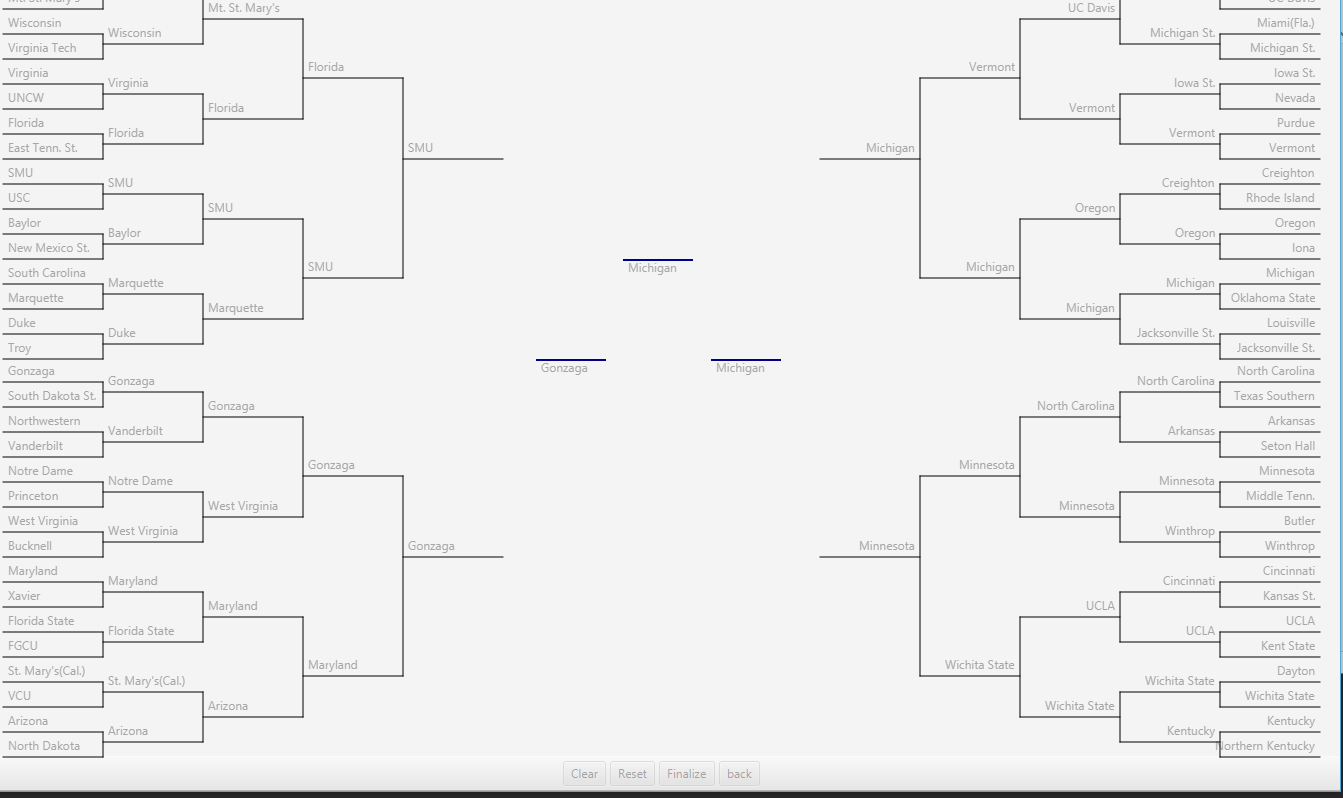 Wisconsin
Virginia Tech
Virginia
UNCW
Florida
East Tenn. St.
SMU
USC
Baylor
New Mexico St.
South Carolina
Marquette
Duke
Troy
Gonzaga
South Dakota St.
Northwestern
Vanderbilt
Notre Dame
Princeton
West Virginia
Bucknell
Maryland
Xavier
Florida State
FGCU
St. Mary's(Cal.)
VCU
Arizona
North Dakota
Wisconsin
Virginia
Florida
SMU
Baylor
Marquette
Duke
Gonzaga
Vanderbilt
Notre Dame
West Virginia
Maryland
Florida State
St. Mary's(Cal.)
Arizona
Mt. St. Mary's
Florida
SMU
Marquette
Gonzaga
West Virginia
Maryland
Arizona
Florida
SMU
Gonzaga
Maryland
SMU
Gonzaga
Michigan
Gonzaga
Michigan
Michigan
Minnesota
Vermont
Michigan
Minnesota
Wichita State
UC Davis
Vermont
Oregon
Michigan
North Carolina
Minnesota
UCLA
Wichita State
Michigan St.
Iowa St.
Vermont
Creighton
Oregon
Michigan
Jacksonville St.
North Carolina
Arkansas
Minnesota
Winthrop
Cincinnati
UCLA
Wichita State
Kentucky
Miami(Fla.)
Michigan St.
Iowa St.
Nevada
Purdue
Vermont
Creighton
Rhode Island
Oregon
Iona
Michigan
Oklahoma State
Louisville
Jacksonville St.
North Carolina
Texas Southern
Arkansas
Seton Hall
Minnesota
Middle Tenn.
Butler
Winthrop
Cincinnati
Kansas St.
UCLA
Kent State
Dayton
Wichita State
Kentucky
Northern Kentucky
Clear
Reset
Finalize
back